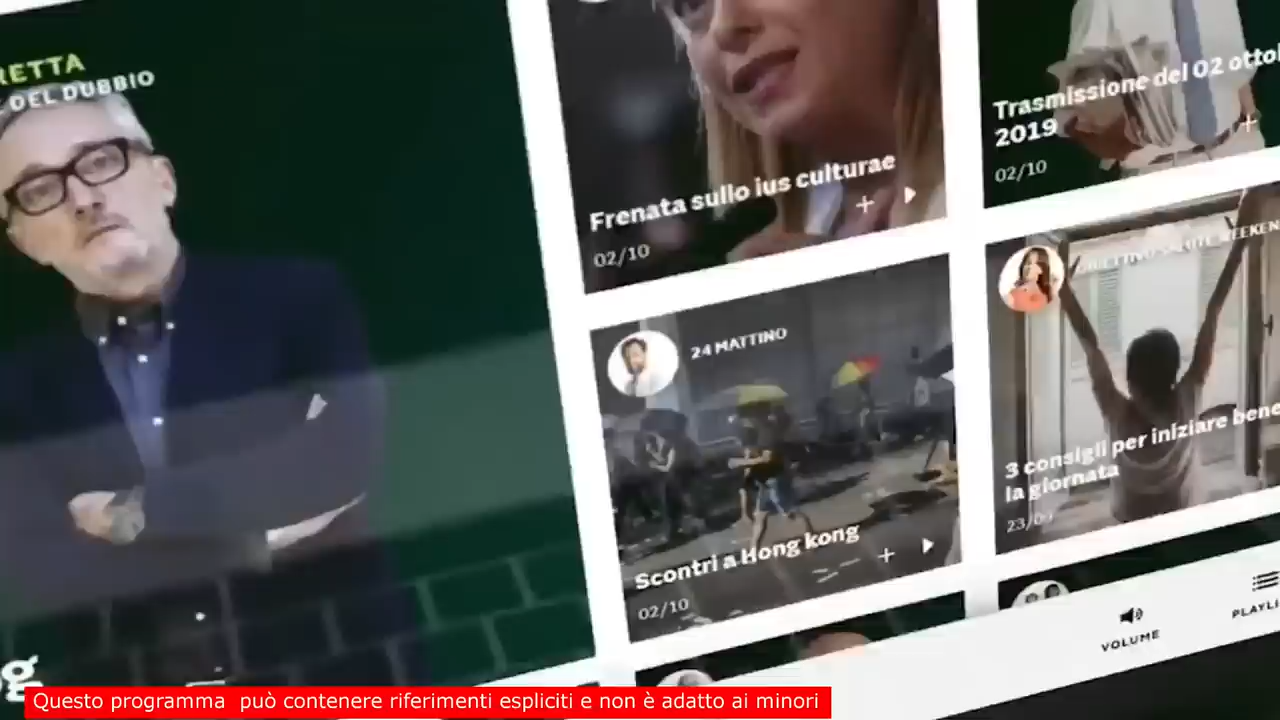 RETTA
DEL DUBBIO
Frenata sullo ius culturae
02/10
Trasmissione del 02
2019
02/10
24 MATTINO
Scontri a Hong kong
02/10
3 consigli per iniziare bene
la giornata
VOLUME
Questo programma può contenere riferimenti espliciti e non è adatto ai minori